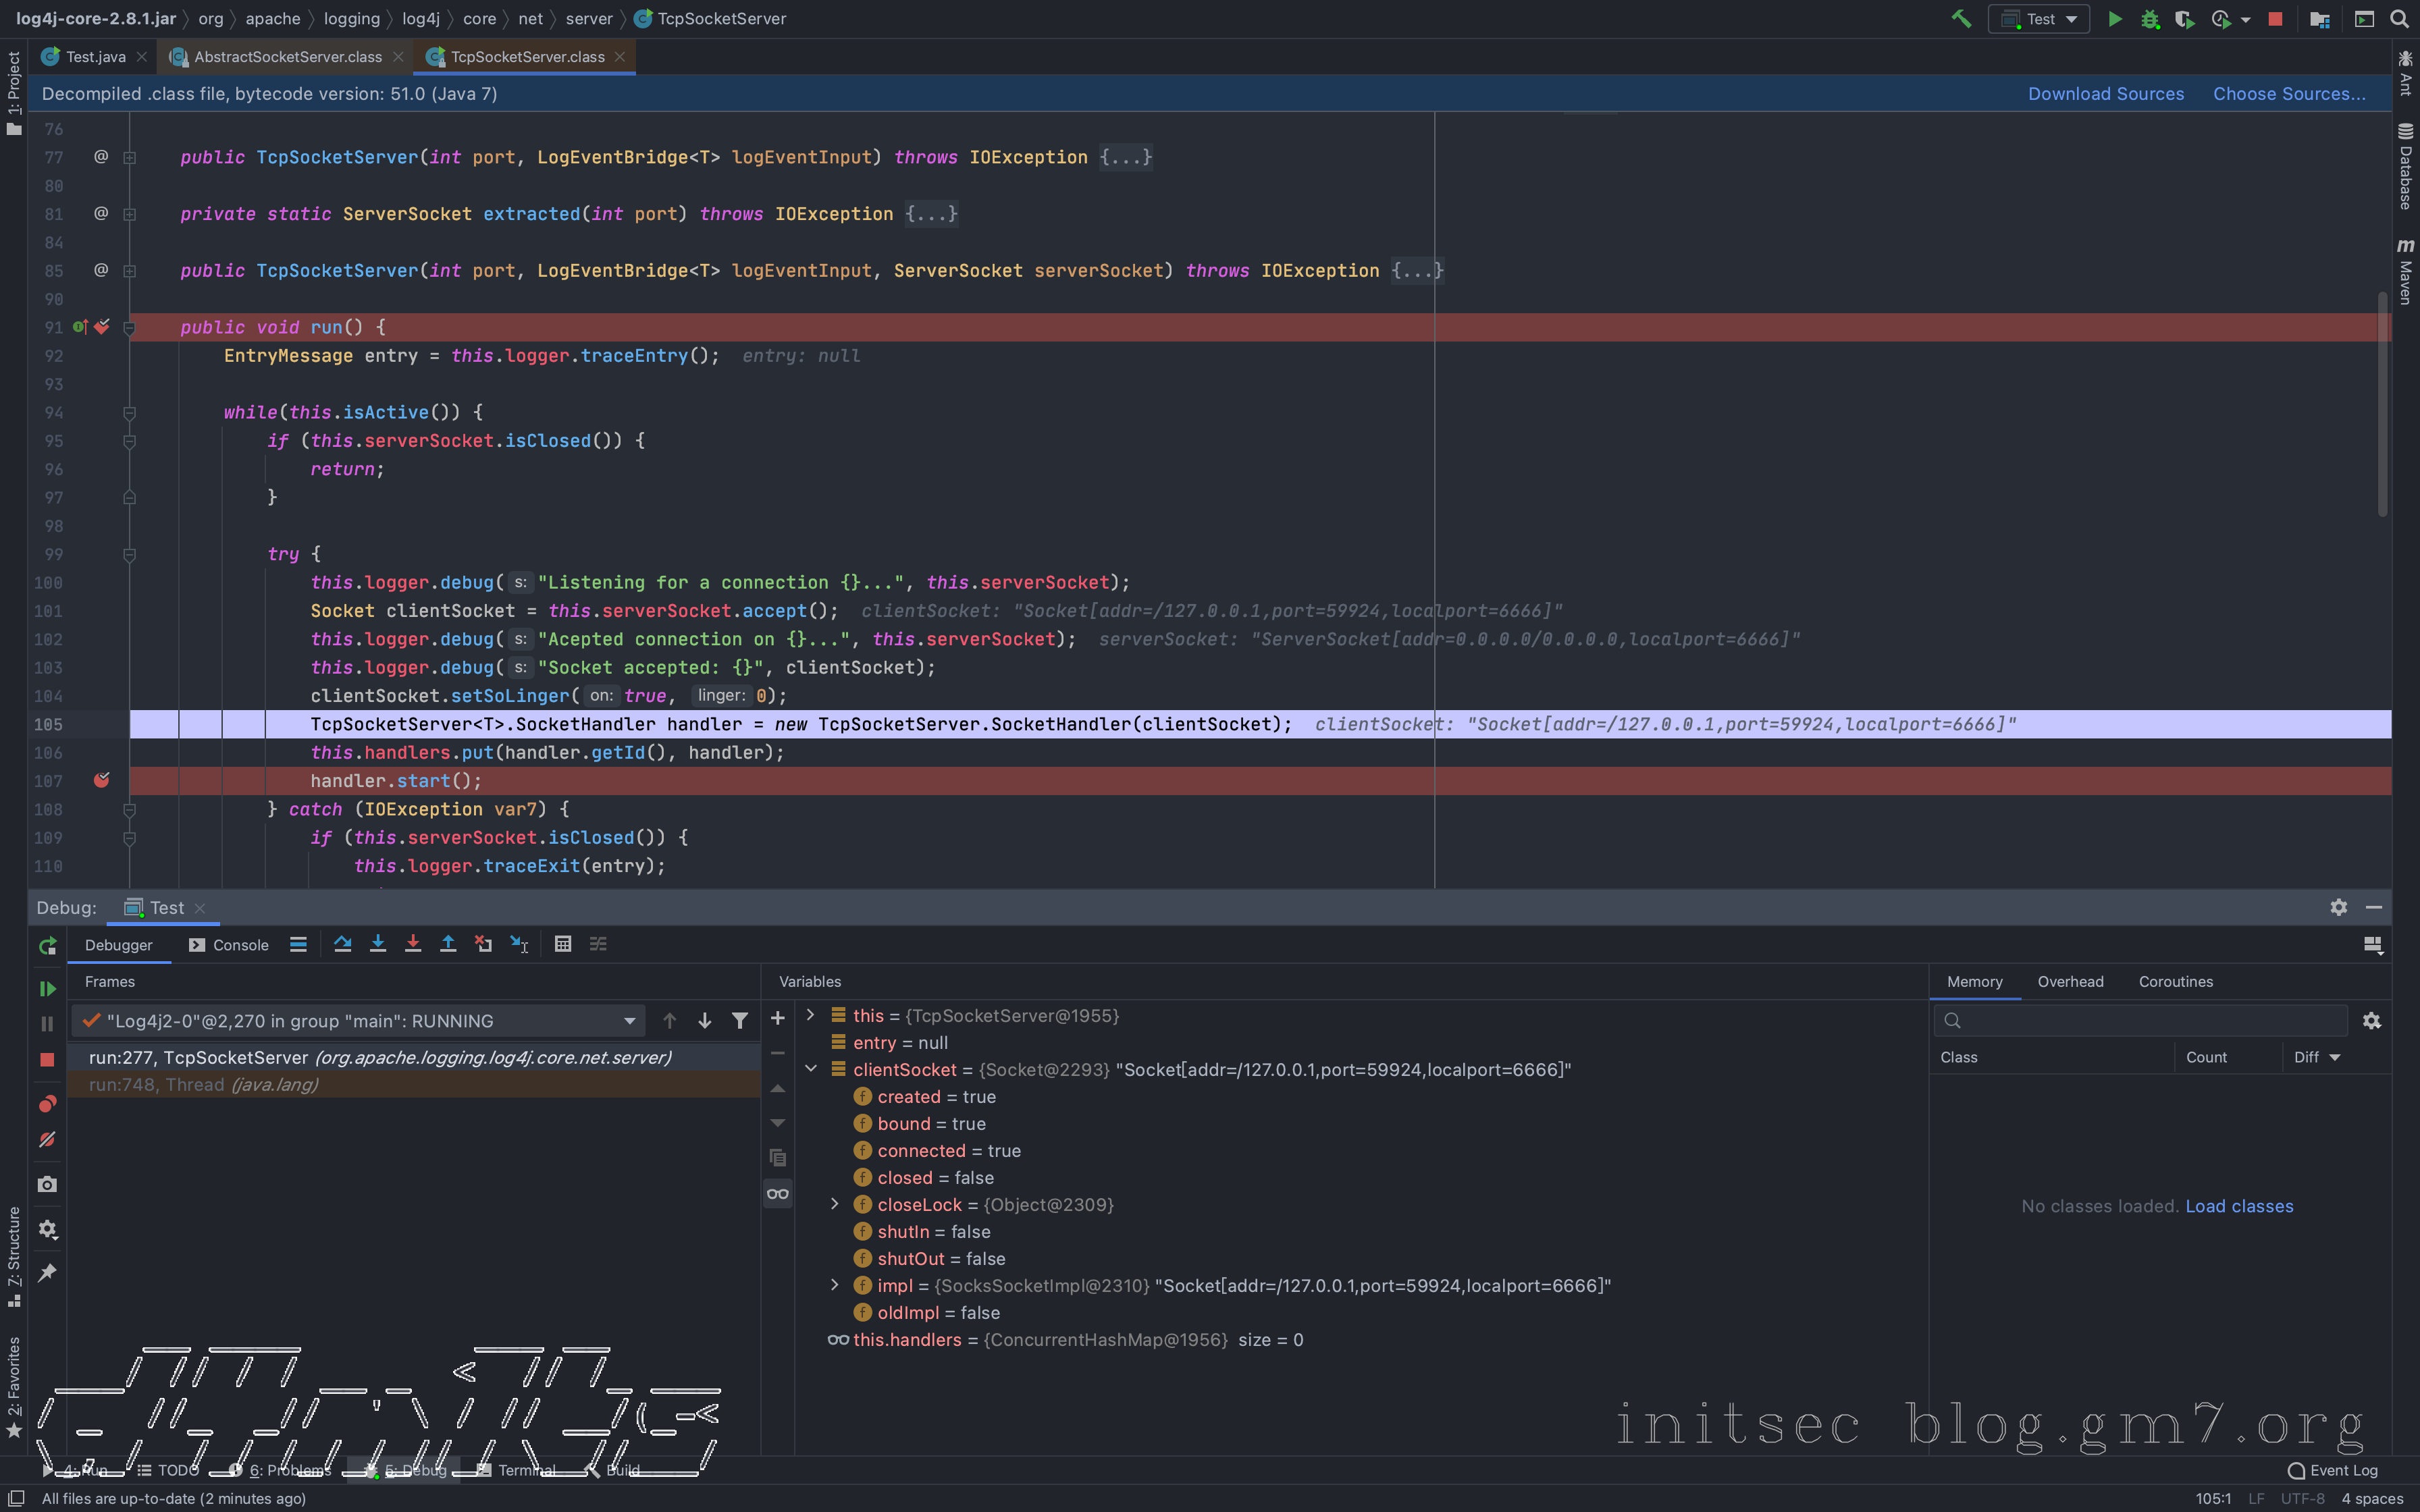 log4j-core-2.8.1.jar 〉 org 〉 apache 〉 logging 〉 log4j 〉 core 〉 net 〉 server 〉 TcpSocketServer
Test
Test.java
AbstractSocketServer.class
TcpSocketServer.class
Decompiled .class file, bytecode version: 51.0 (Java 7)
Download Sources
Choose Sources...
1: Project
Ant
Database
Maven
76
77 @ public TcpSocketServer(int port, LogEventBridge<T> logEventInput) throws IOException {...}
80
81 @ private static ServerSocket extracted(int port) throws IOException {...}
84
85 @ public TcpSocketServer(int port, LogEventBridge<T> logEventInput, ServerSocket serverSocket) throws IOException {...}
90
91 public void run() {
92 EntryMessage entry = this.logger.traceEntry(); entry: null
93
94 while(this.isActive()) {
95 if (this.serverSocket.isClosed()) {
96 return;
97 }
98
99 try {
100 this.logger.debug( s: "Listening for a connection {}...", this.serverSocket);
101 Socket clientSocket = this.serverSocket.accept(); clientSocket: "Socket[addr=/127.0.0.1,port=59924,localport=6666]"
102 this.logger.debug( s: "Acepted connection on {}...", this.serverSocket); serverSocket: "ServerSocket[addr=0.0.0.0/0.0.0.0,localport=6666]"
103 this.logger.debug( s: "Socket accepted: {}", clientSocket);
104 clientSocket.setSoLinger( on: true, linger: 0);
105 TcpSocketServer<T>.SocketHandler handler = new TcpSocketServer.SocketHandler(clientSocket); clientSocket: "Socket[addr=/127.0.0.1,port=59924,localport=6666]"
106 this.handlers.put(handler.getId(), handler);
107 handler.start();
108 } catch (IOException var7) {
109 if (this.serverSocket.isClosed()) {
110 this.logger.traceExit(entry);
Debug: Test
Debugger
Console
Frames
"Log4j2-0"@2,270 in group "main": RUNNING
run:277, TcpSocketServer (org.apache.logging.log4j.core.net.server)
run:748, Thread (java.lang)
Variables
this = {TcpSocketServer@1955}
entry = null
clientSocket = {Socket@2293} "Socket[addr=/127.0.0.1,port=59924,localport=6666]"
created = true
bound = true
connected = true
closed = false
closeLock = {Object@2309}
shutIn = false
shutOut = false
impl = {SocksSocketImpl@2310} "Socket[addr=/127.0.0.1,port=59924,localport=6666]"
oldImpl = false
this.handlers = {ConcurrentHashMap@1956} size = 0
Memory
Overhead
Coroutines
Class
Count
Diff
No classes loaded. Load classes
7: Structure
2: Favorites
initsec blog.gm7.org
4: Run
TODO
6: Problems
5: Debug
Terminal
Build
Event Log
All files are up-to-date (2 minutes ago)
105:1 LF UTF-8 4 spaces